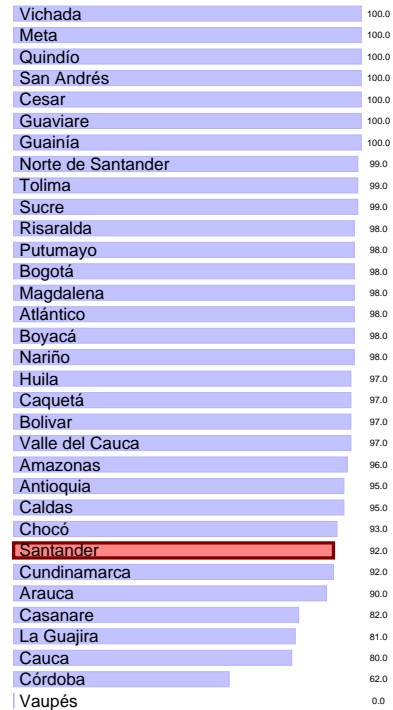 Vichada 100.0
Meta 100.0
Quindío 100.0
San Andrés 100.0
Cesar 100.0
Guaviare 100.0
Guainía 100.0
Norte de Santander 99.0
Tolima 99.0
Sucre 99.0
Risaralda 98.0
Putumayo 98.0
Bogotá 98.0
Magdalena 98.0
Atlántico 98.0
Boyacá 98.0
Nariño 98.0
Huila 97.0
Caquetá 97.0
Bolivar 97.0
Valle del Cauca 97.0
Amazonas 96.0
Antioquia 95.0
Caldas 95.0
Chocó 93.0
Santander 92.0
Cundinamarca 92.0
Arauca 90.0
Casanare 82.0
La Guajira 81.0
Cauca 80.0
Córdoba 62.0
Vaupés 0.0